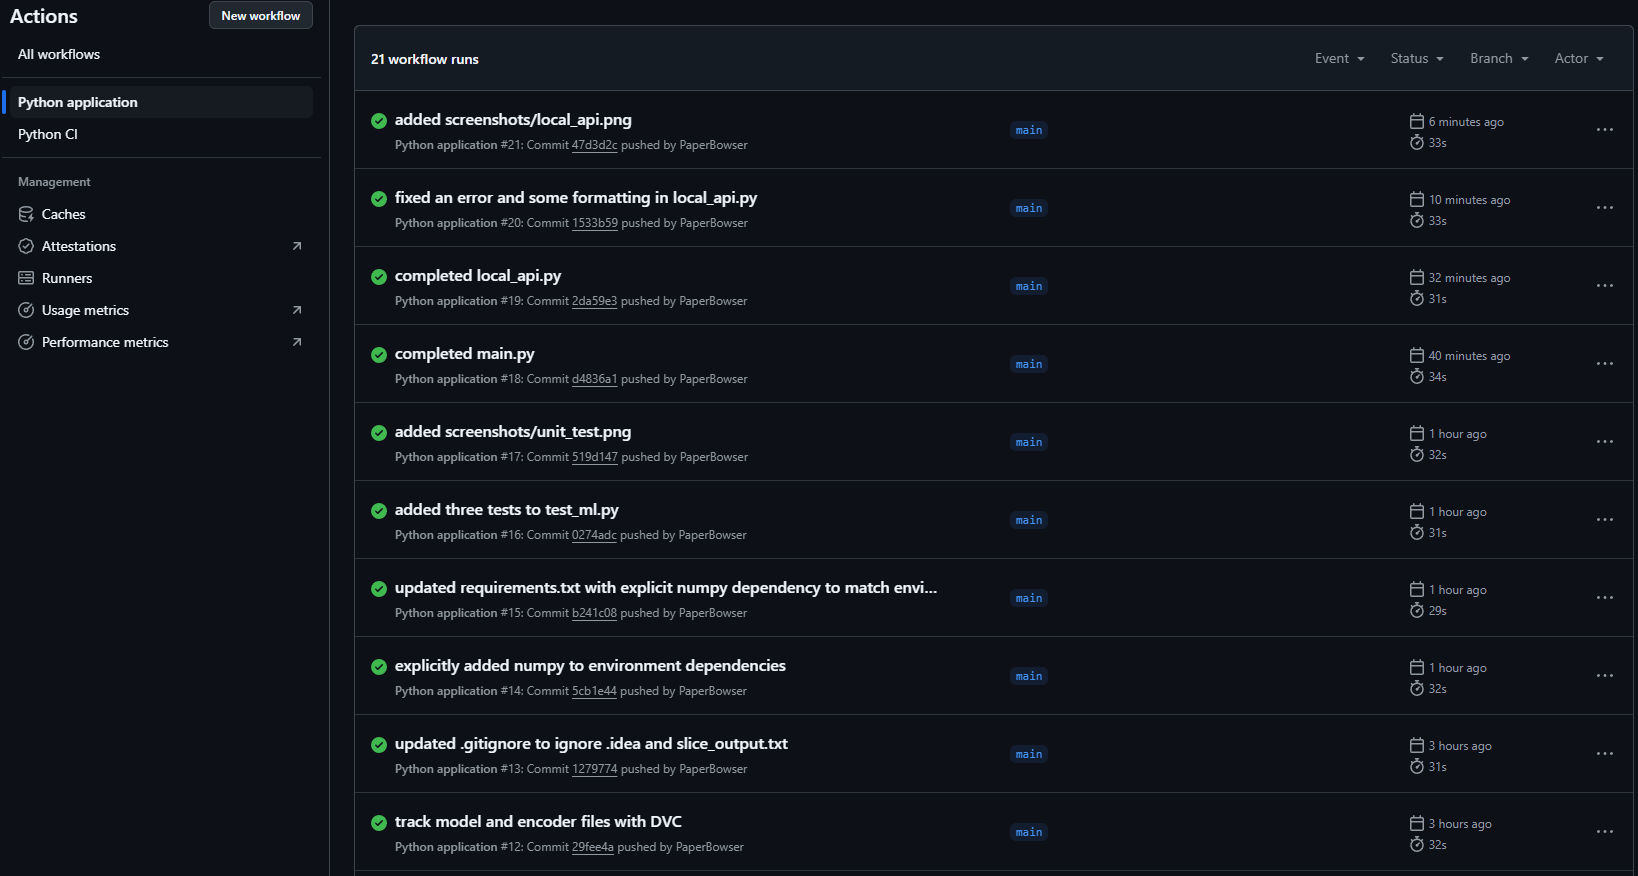 Actions
New workflow
All workflows
Python application
Python CI
Management
Caches
Attestations
Runners
Usage metrics
Performance metrics
21 workflow runs
Event
Status
Branch
Actor
added screenshots/local_api.png
Python application #21: Commit 47d3d2c pushed by PaperBowser
main
6 minutes ago
33s
fixed an error and some formatting in local_api.py
Python application #20: Commit 1533b59 pushed by PaperBowser
main
10 minutes ago
33s
completed local_api.py
Python application #19: Commit 2da59e3 pushed by PaperBowser
main
32 minutes ago
31s
completed main.py
Python application #18: Commit d4836a1 pushed by PaperBowser
main
40 minutes ago
34s
added screenshots/unit_test.png
Python application #17: Commit 519d147 pushed by PaperBowser
main
1 hour ago
32s
added three tests to test_ml.py
Python application #16: Commit 0274adc pushed by PaperBowser
main
1 hour ago
31s
updated requirements.txt with explicit numpy dependency to match envi...
Python application #15: Commit b241c08 pushed by PaperBowser
main
1 hour ago
29s
explicitly added numpy to environment dependencies
Python application #14: Commit 5cb1e44 pushed by PaperBowser
main
1 hour ago
32s
updated .gitignore to ignore .idea and slice_output.txt
Python application #13: Commit 1279774 pushed by PaperBowser
main
3 hours ago
31s
track model and encoder files with DVC
Python application #12: Commit 29fee4a pushed by PaperBowser
main
3 hours ago
32s